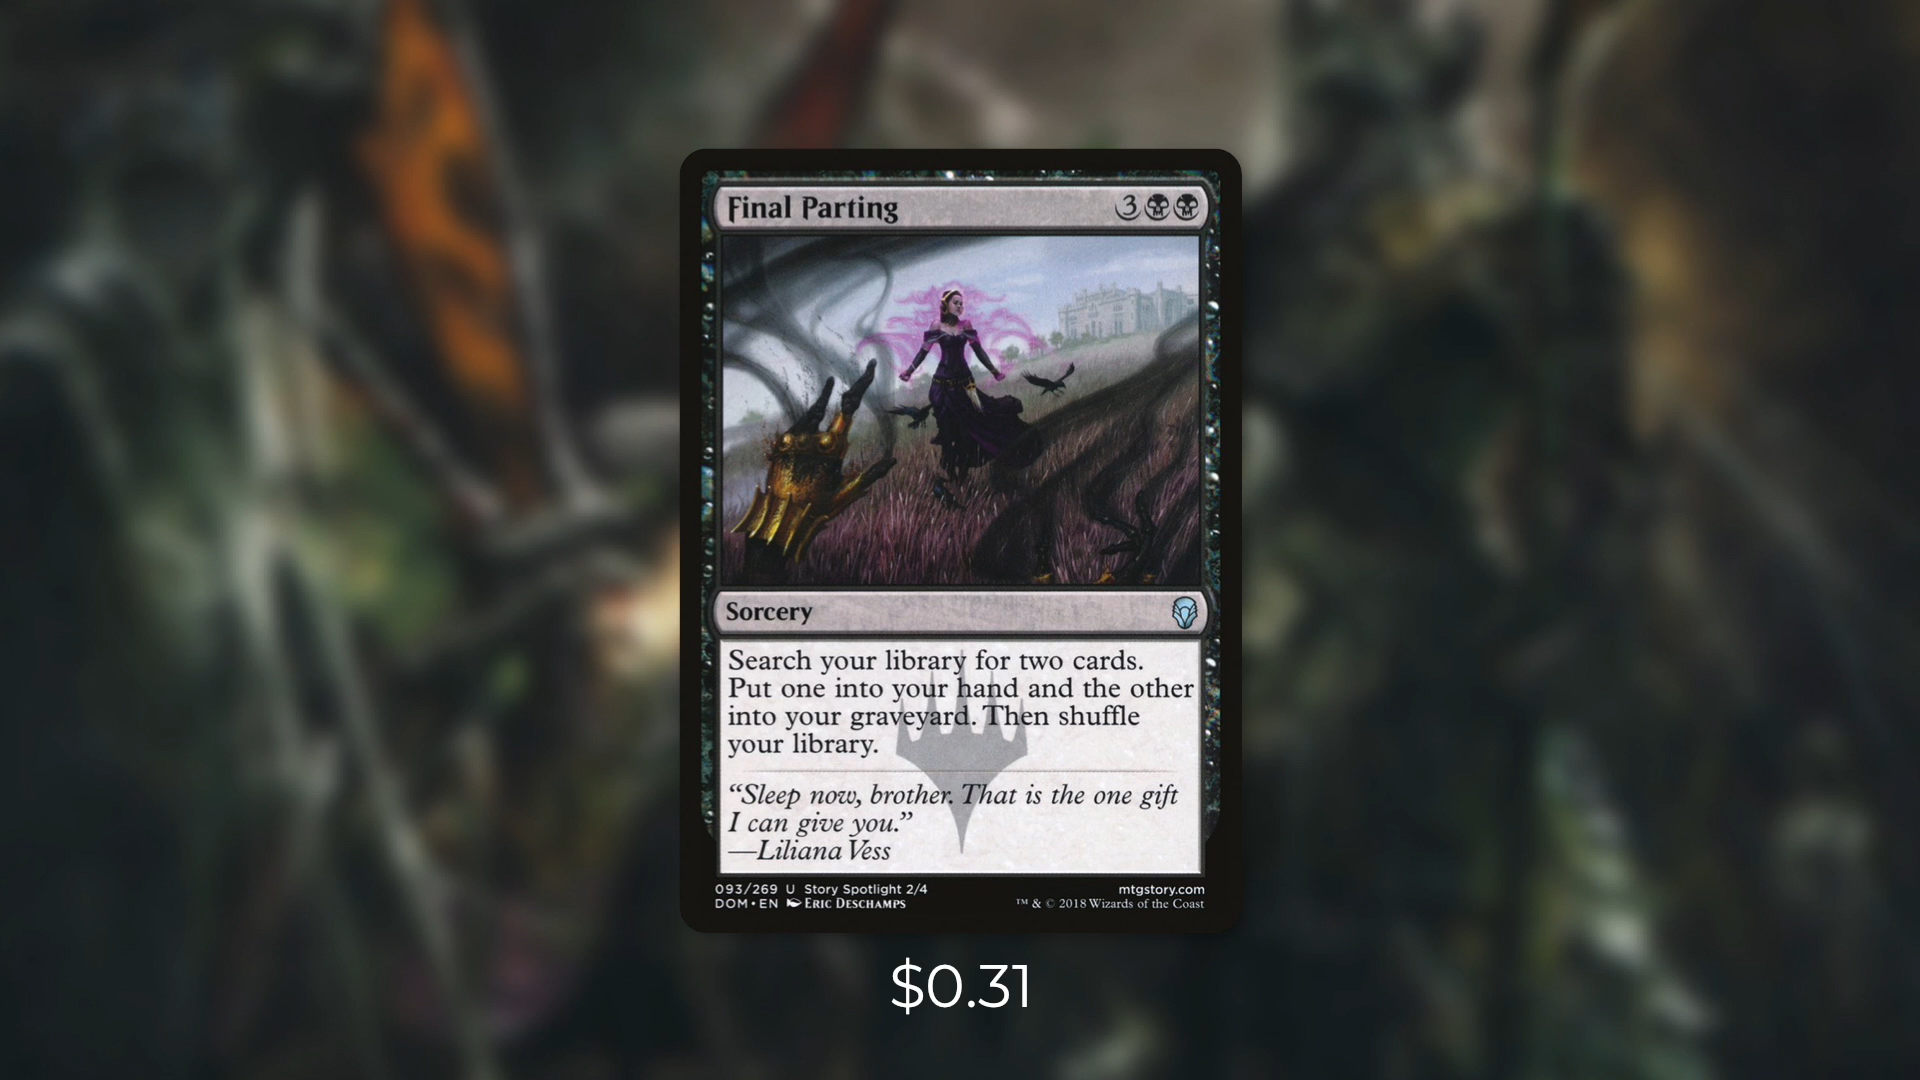 Final Parting 3
Sorcery
Search your library for two cards.
Put one into your hand and the other
into your graveyard. Then shuffle
your library.
“Sleep now, brother. That is the one gift
I can give you.”
—Liliana Vess
093/269 U Story Spotlight 2/4
mtgstory.com
DOM • EN Eric Deschamps
™ & © 2018 Wizards of the Coast
$0.31